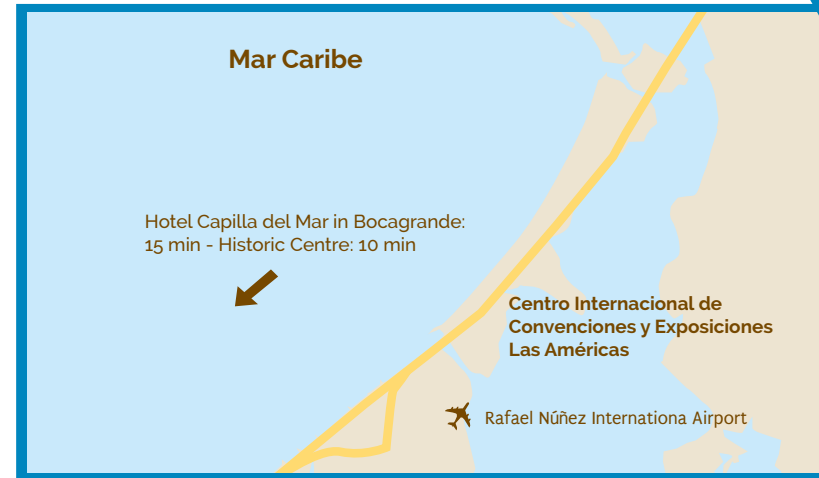 Mar Caribe
Hotel Capilla del Mar in Bocagrande:
15 min - Historic Centre: 10 min
Centro Internacional de
Convenciones y Exposiciones
Las Américas
Rafael Núñez Internationa Airport